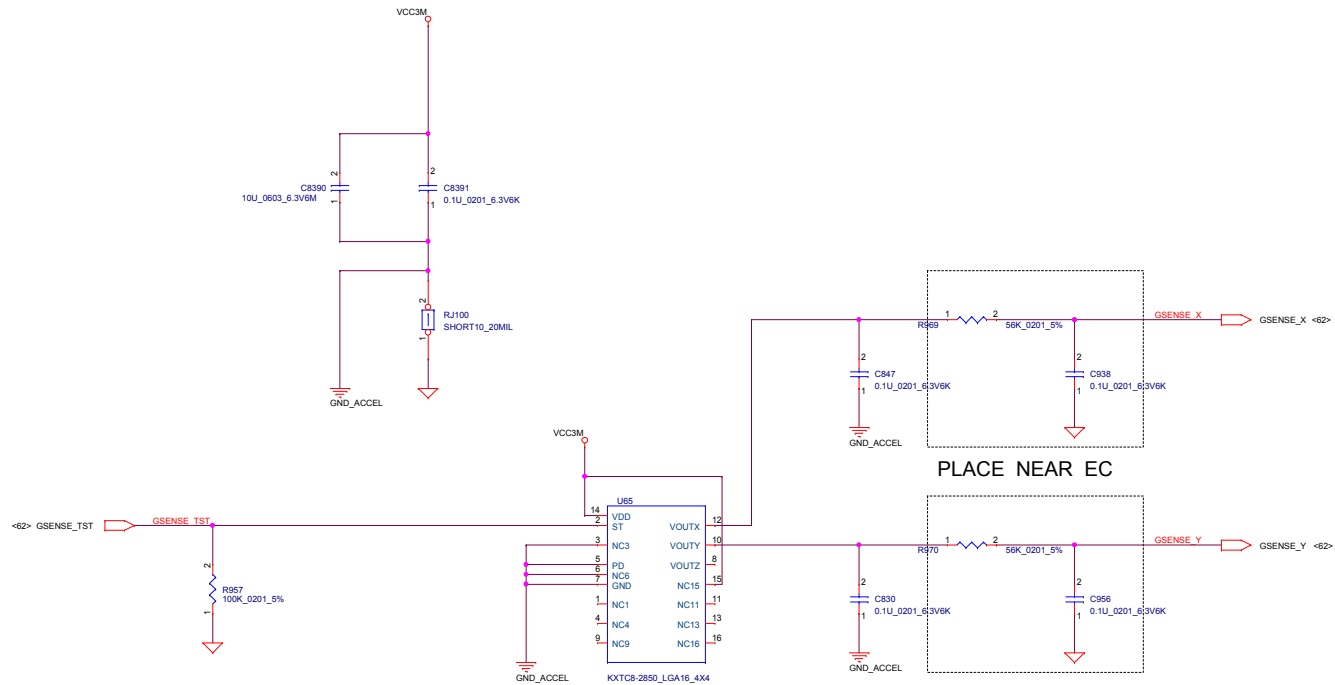 VCC3M
2
C8390
10U_0603_6.3V6M
1
2
C8391
0.1U_0201_6.3V6K
1
2
RJ100
SHORT10_20MIL
1
GND_ACCEL
1
R969
2
56K_0201_5%
GSENSE_X
GSENSE_X <62>
2
C847
0.1U_0201_6.3V6K
1
GND_ACCEL
2
C938
0.1U_0201_6.3V6K
1
PLACE NEAR EC
VCC3M
<62> GSENSE_TST
GSENSE_TST
2
R957
100K_0201_5%
1
U65
14 VDD
2 ST
3 NC3
5 PD
6 NC6
7 GND
1 NC1
4 NC4
9 NC9
VOUTX 12
VOUTY 10
VOUTZ 8
NC15 15
NC11 11
NC13 13
NC16 16
KXTC8-2850_LGA16_4X4
GND_ACCEL
1
R970
2
56K_0201_5%
GSENSE_Y
GSENSE_Y <62>
2
C830
0.1U_0201_6.3V6K
1
GND_ACCEL
2
C956
0.1U_0201_6.3V6K
1